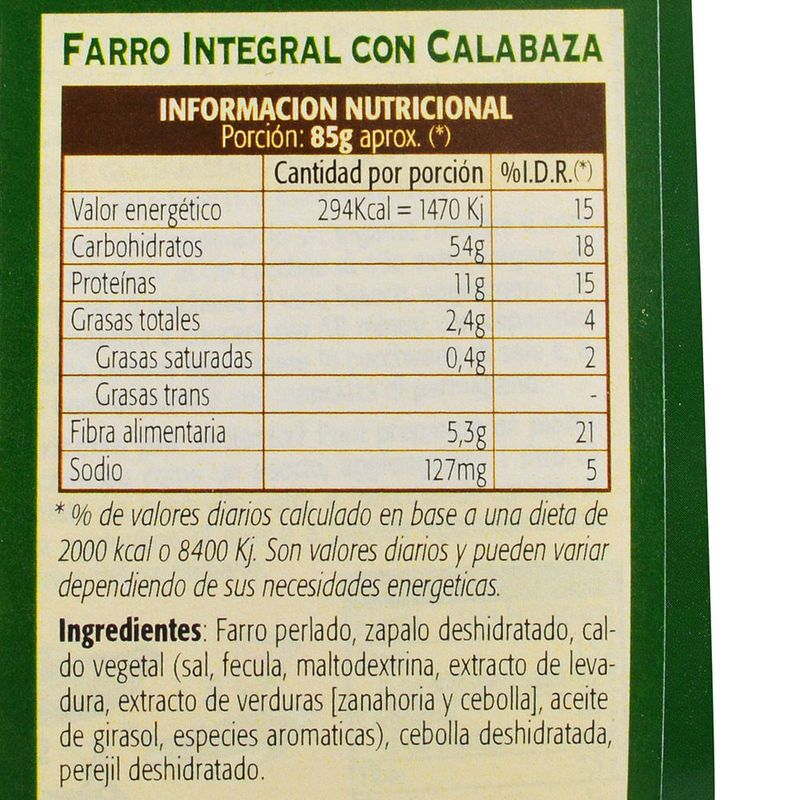 FARRO INTEGRAL CON CALABAZA
INFORMACION NUTRICIONAL
Porción: 85g aprox. (*)
Cantidad por porción %I.D.R.(*)
Valor energético 294Kcal = 1470 Kj 15
Carbohidratos 54g 18
Proteínas 11g 15
Grasas totales 2,4g 4
Grasas saturadas 0,4g 2
Grasas trans -
Fibra alimentaria 5,3g 21
Sodio 127mg 5
* % de valores diarios calculado en base a una dieta de
2000 kcal o 8400 Kj. Son valores diarios y pueden variar
dependiendo de sus necesidades energeticas.
Ingredientes: Farro perlado, zapalo deshidratado, cal-
do vegetal (sal, fecula, maltodextrina, extracto de leva-
dura, extracto de verduras [zanahoria y cebolla], aceite
de girasol, especies aromaticas), cebolla deshidratada,
perejil deshidratado.